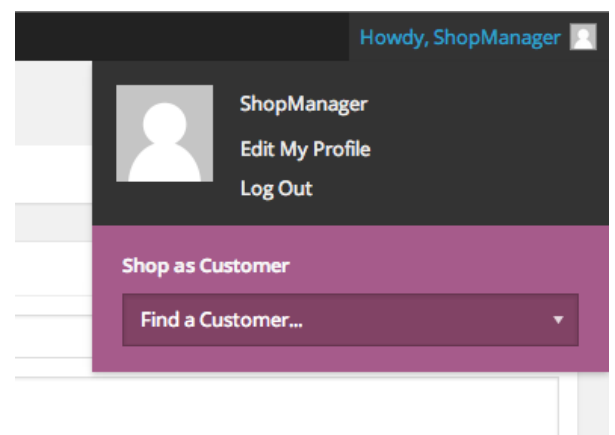 Howdy, ShopManager
ShopManager
Edit My Profile
Log Out
Shop as Customer
Find a Customer...